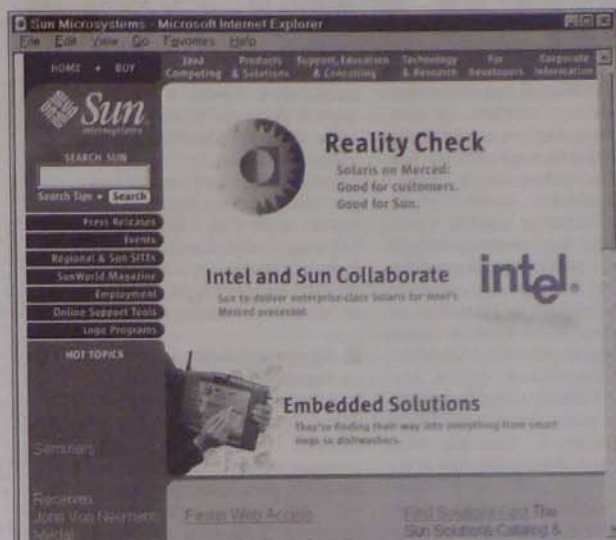 Sun Microsystems - Microsoft Internet Explorer
File Edit View Go Favorites Help
HOME • BUY
Java Computing
Products & Solutions
Support, Education & Consulting
Technology & Research
For Developers
Corporate Information
Sun
microsystems
SEARCH SUN
Search Tips • Search
Press Releases
Events
Regional & Sun SITEs
SunWorld Magazine
Employment
Online Support Tools
Logo Programs
HOT TOPICS
Seminars
Receives
John Von Neumann
Medal
Reality Check
Solaris on Merced:
Good for customers.
Good for Sun.
Intel and Sun Collaborate
Sun to deliver enterprise-class Solaris for Intel's
Merced processor.
intel.
Embedded Solutions
They're finding their way into everything from smart
rings to dishwashers.
Faster Web Access
Find Solutions Fast The
Sun Solutions Catalog &